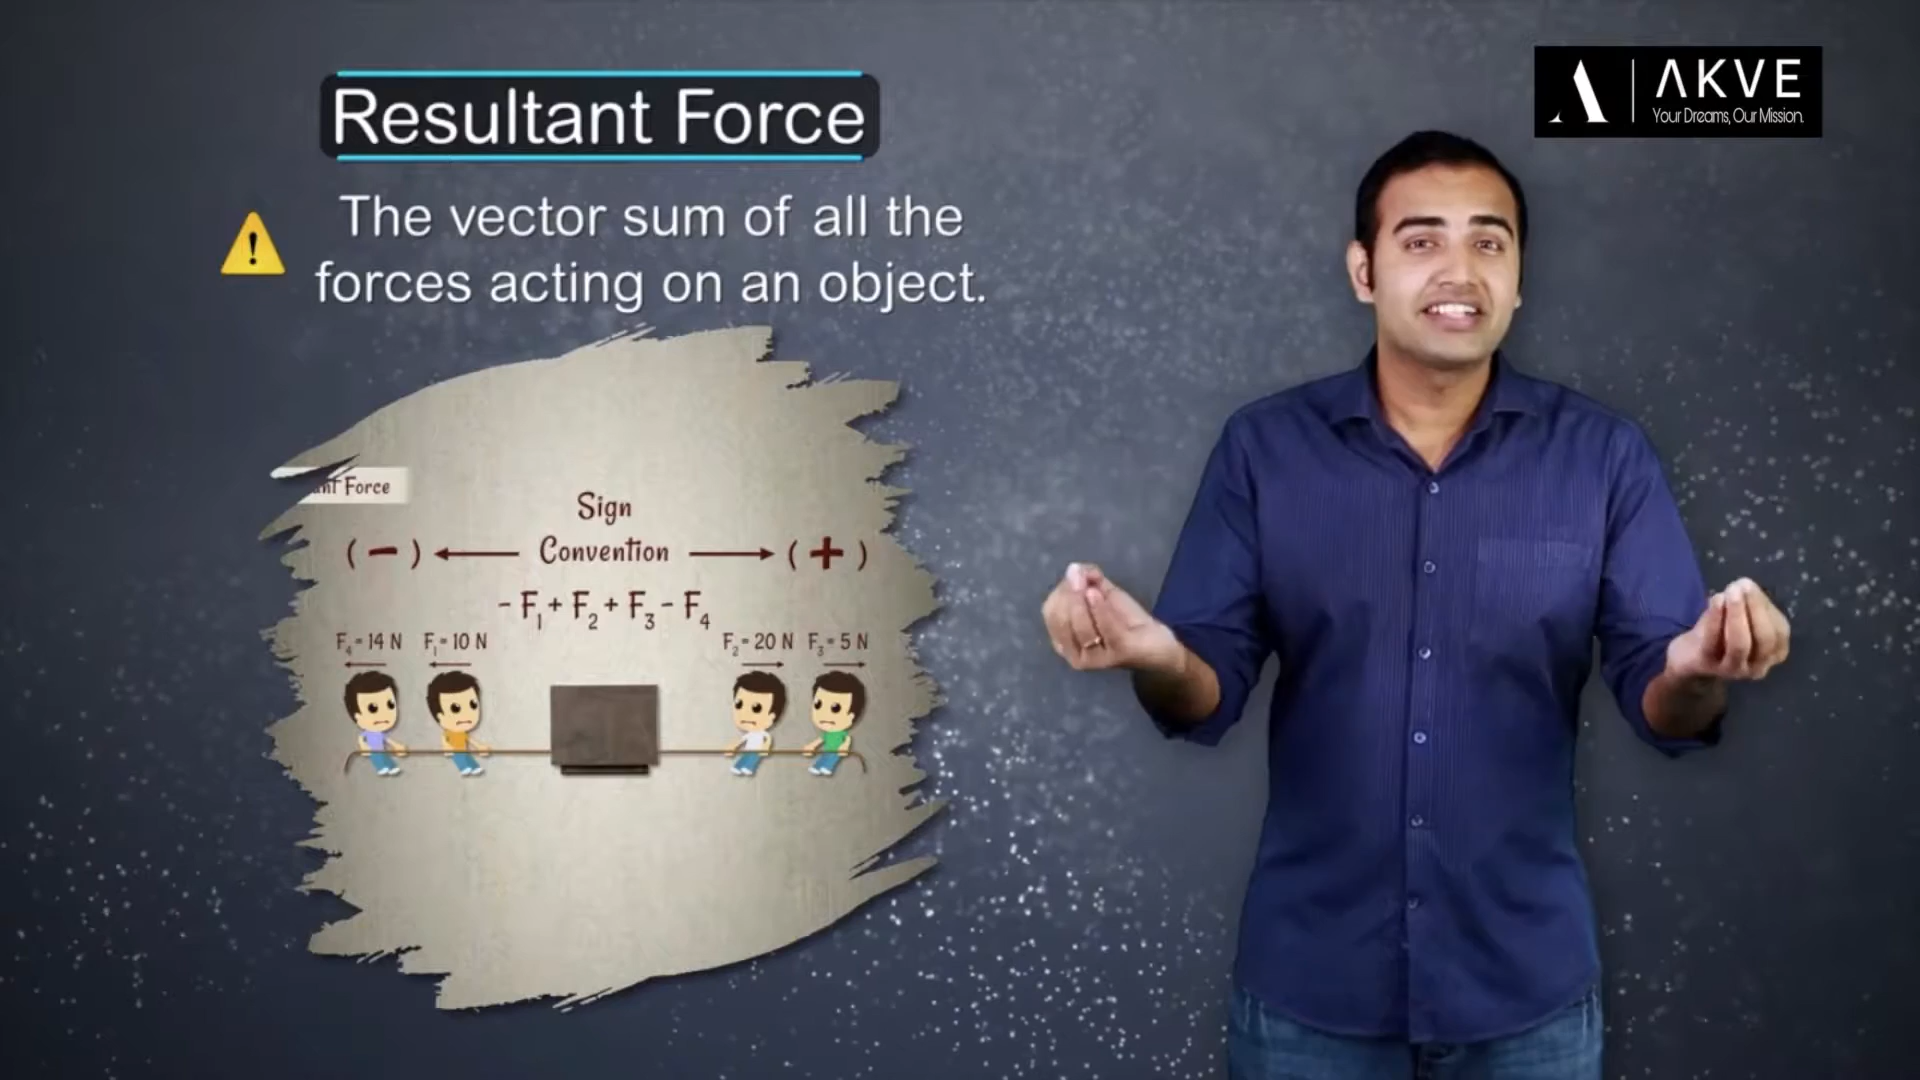 Resultant Force
The vector sum of all the
forces acting on an object.
AKVE
Your Dreams, Our Mission.
Force
Sign
(-) Convention (+)
- F₁ + F₂ + F₃ - F₄
F₄ = 14 N F₁ = 10 N F₂ = 20 N F₃ = 5 N